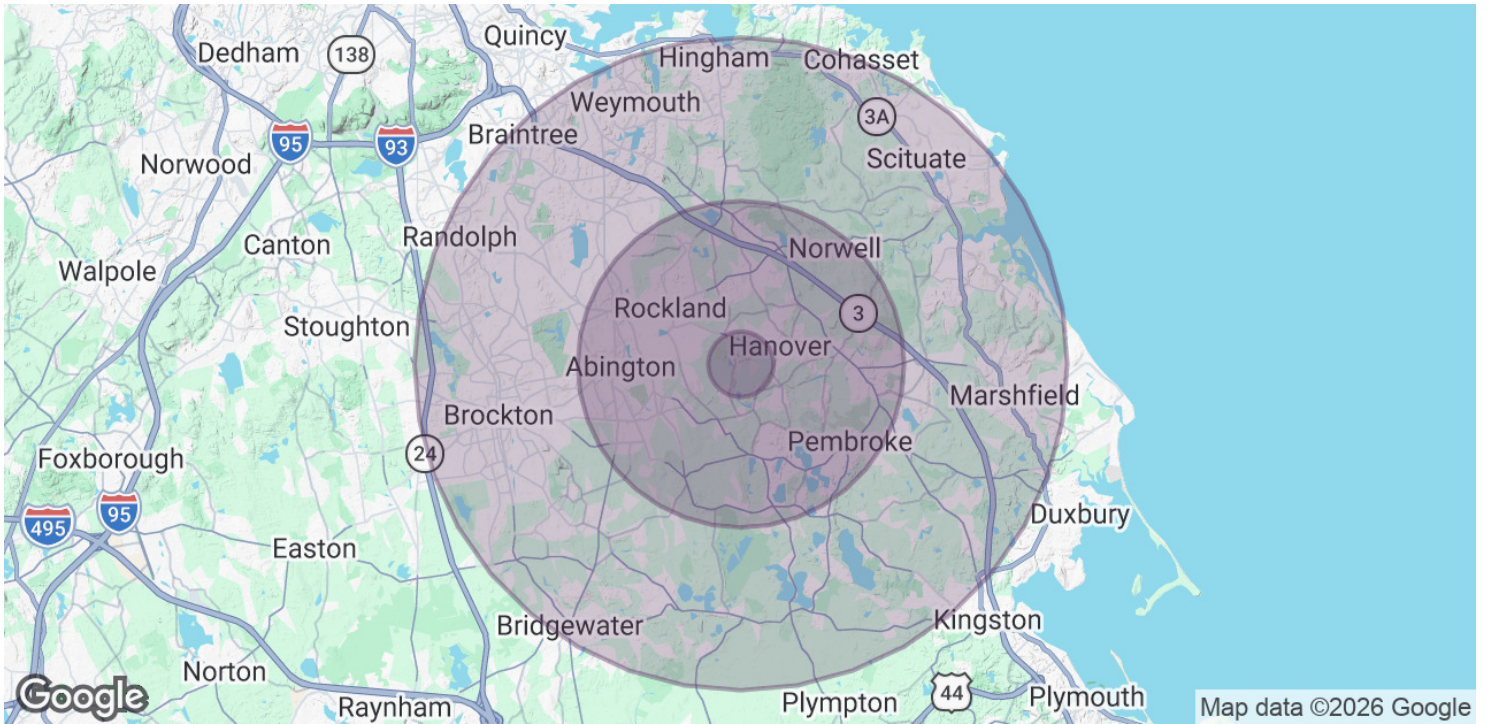 Quincy
Dedham
138
Hingham
Cohasset
Weymouth
3A
Braintree
95
93
Norwood
Scituate
Randolph
Canton
Norwell
Walpole
Rockland
3
Stoughton
Hanover
Abington
Marshfield
Brockton
Pembroke
24
Foxborough
95
495
Duxbury
Easton
Kingston
Bridgewater
Norton
44
Plymouth
Plympton
Raynham
Google
Map data ©2026 Google